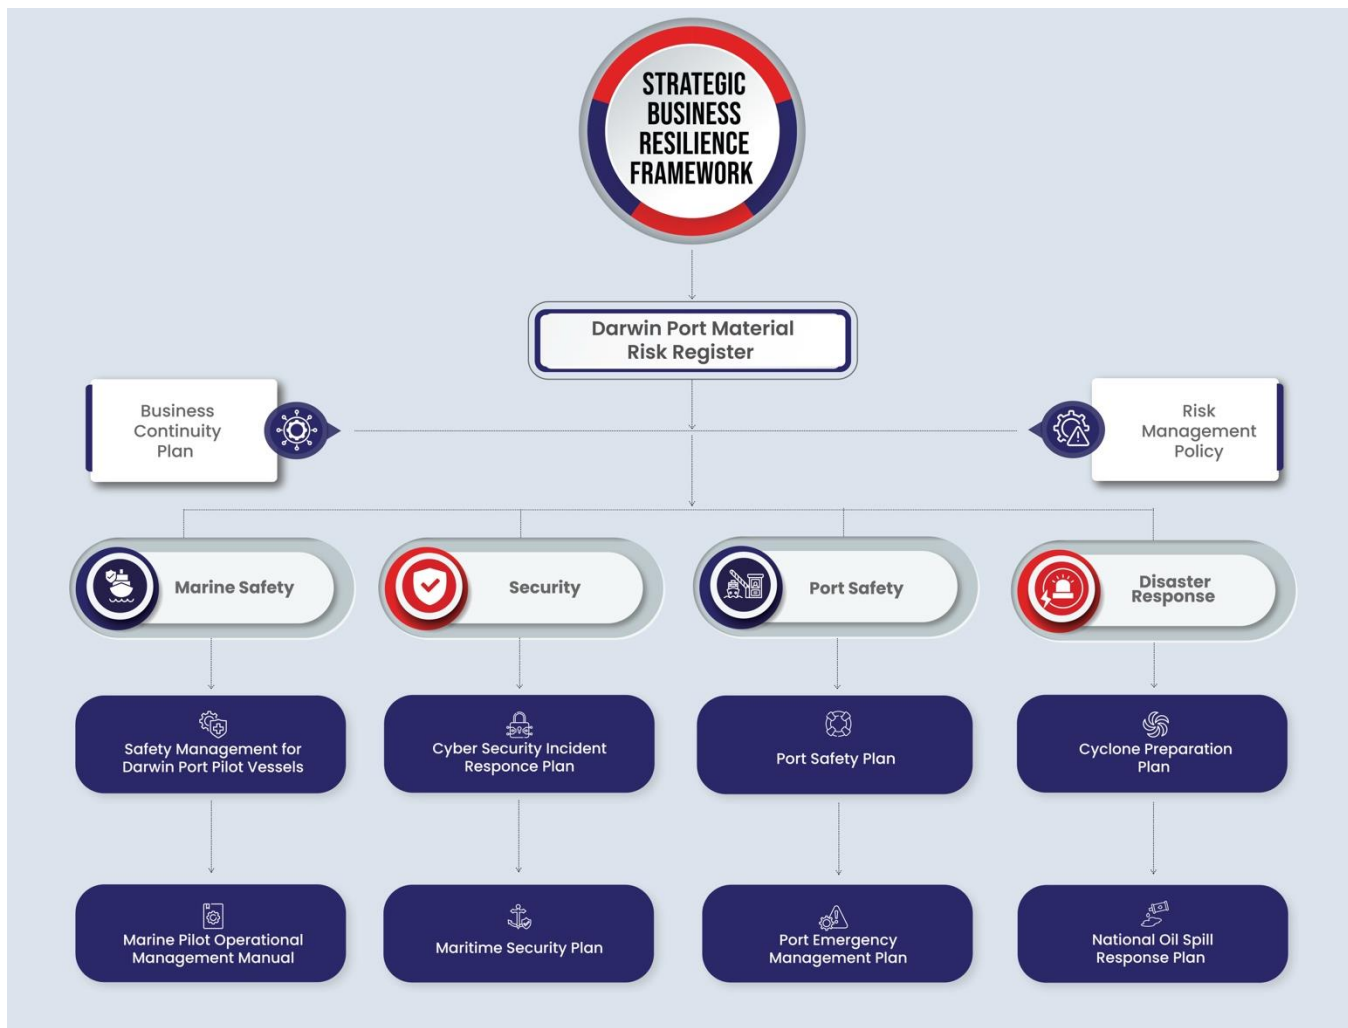 STRATEGIC
BUSINESS
RESILIENCE
FRAMEWORK
Darwin Port Material
Risk Register
Business
Continuity
Plan
Risk
Management
Policy
Marine Safety
Security
Port Safety
Disaster
Response
Safety Management for
Darwin Port Pilot Vessels
Cyber Security Incident
Responce Plan
Port Safety Plan
Cyclone Preparation
Plan
Marine Pilot Operational
Management Manual
Maritime Security Plan
Port Emergency
Management Plan
National Oil Spill
Response Plan